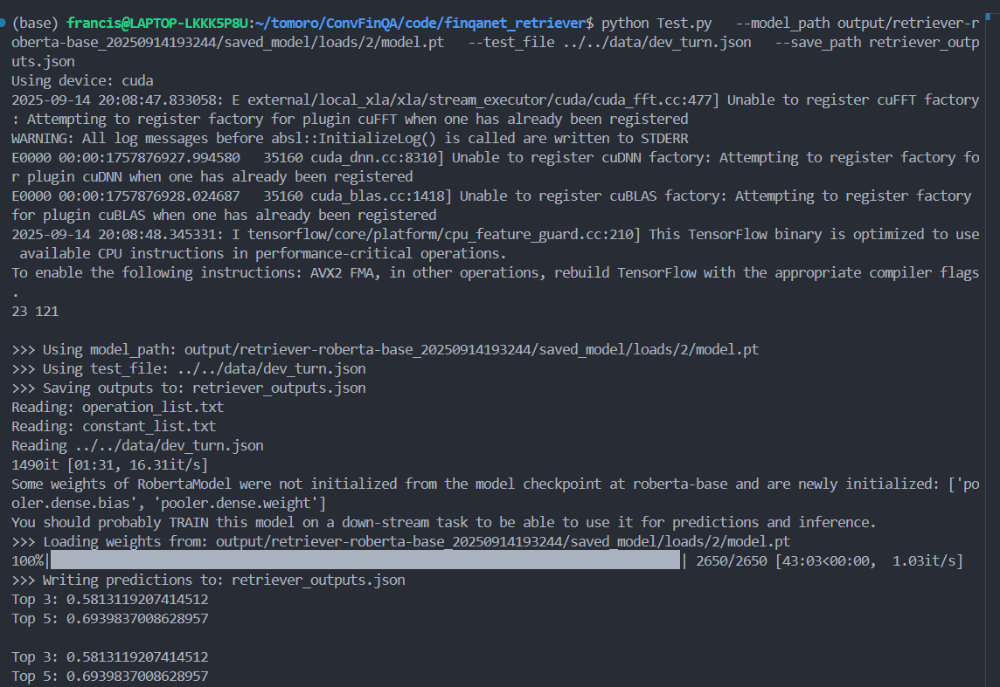 (base) francis@LAPTOP-LKKK5P8U:~/tomoro/ConvFinQA/code/finqanet_retriever$ python Test.py   --model_path output/retriever-r
oberta-base_20250914193244/saved_model/loads/2/model.pt   --test_file ../../data/dev_turn.json   --save_path retriever_outp
uts.json
Using device: cuda
2025-09-14 20:08:47.833058: E external/local_xla/xla/stream_executor/cuda/cuda_fft.cc:477] Unable to register cuFFT factory
: Attempting to register factory for plugin cuFFT when one has already been registered
WARNING: All log messages before absl::InitializeLog() is called are written to STDERR
E0000 00:00:1757876927.994580   35160 cuda_dnn.cc:8310] Unable to register cuDNN factory: Attempting to register factory fo
r plugin cuDNN when one has already been registered
E0000 00:00:1757876928.024687   35160 cuda_blas.cc:1418] Unable to register cuBLAS factory: Attempting to register factory
for plugin cuBLAS when one has already been registered
2025-09-14 20:08:48.345331: I tensorflow/core/platform/cpu_feature_guard.cc:210] This TensorFlow binary is optimized to use
 available CPU instructions in performance-critical operations.
To enable the following instructions: AVX2 FMA, in other operations, rebuild TensorFlow with the appropriate compiler flags
.
23 121

>>> Using model_path: output/retriever-roberta-base_20250914193244/saved_model/loads/2/model.pt
>>> Using test_file: ../../data/dev_turn.json
>>> Saving outputs to: retriever_outputs.json
Reading: operation_list.txt
Reading: constant_list.txt
Reading ../../data/dev_turn.json
1490it [01:31, 16.31it/s]
Some weights of RobertaModel were not initialized from the model checkpoint at roberta-base and are newly initialized: ['po
oler.dense.bias', 'pooler.dense.weight']
You should probably TRAIN this model on a down-stream task to be able to use it for predictions and inference.
>>> Loading weights from: output/retriever-roberta-base_20250914193244/saved_model/loads/2/model.pt
100%|          | 2650/2650 [43:03<00:00,  1.03it/s]
>>> Writing predictions to: retriever_outputs.json
Top 3: 0.5813119207414512
Top 5: 0.6939837008628957

Top 3: 0.5813119207414512
Top 5: 0.6939837008628957